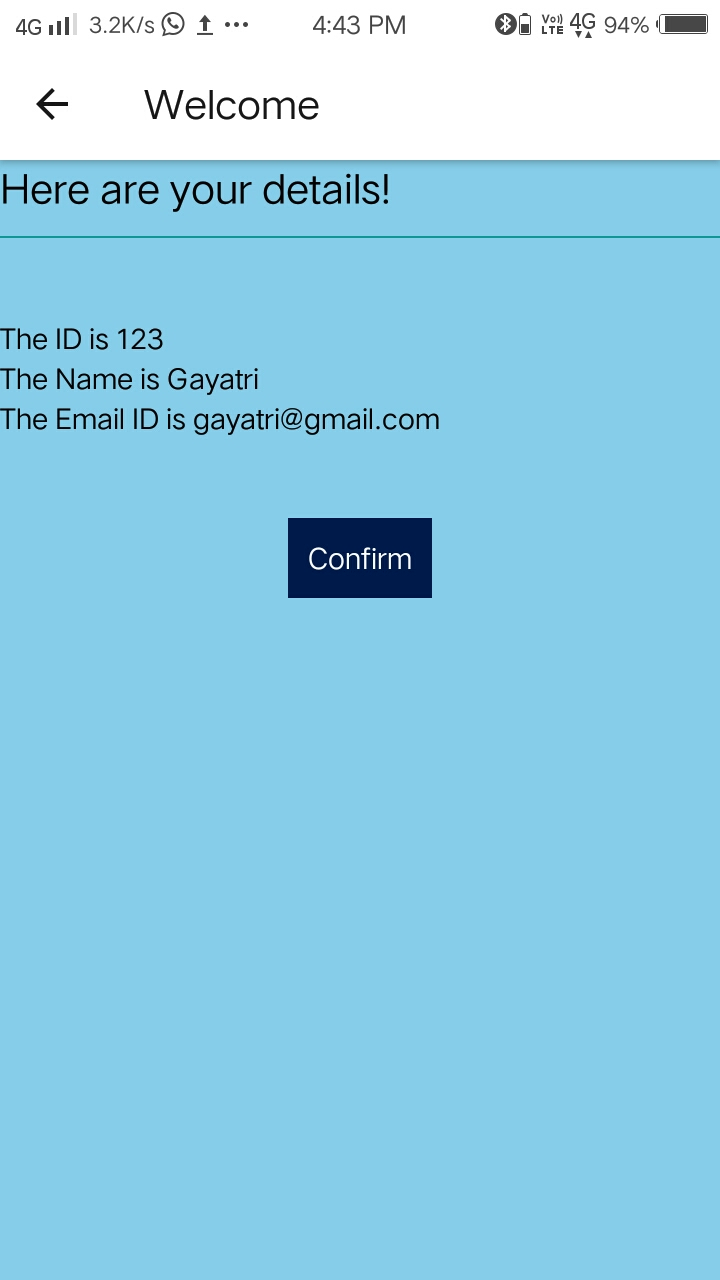 4G 3.2K/s ... 4:43 PM Vo)) LTE 4G 94%
Welcome
Here are your details!
The ID is 123
The Name is Gayatri
The Email ID is gayatri@gmail.com
Confirm